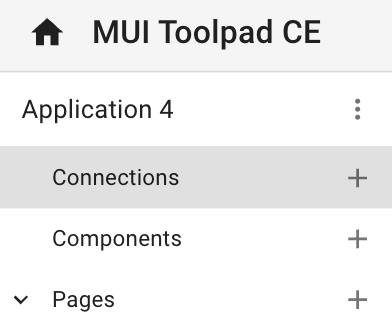 MUI Toolpad CE
Application 4
Connections
Components
Pages